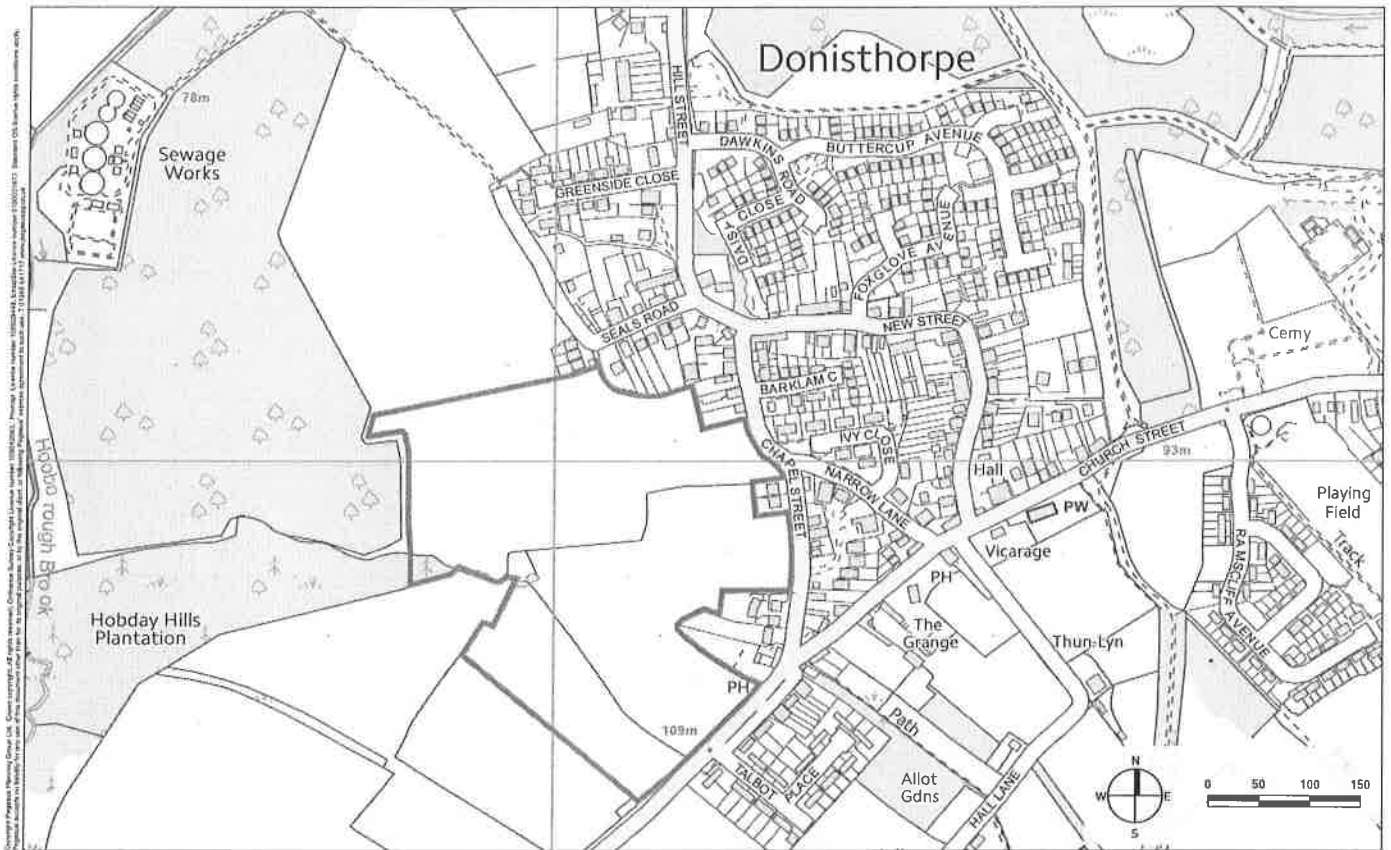 Donisthorpe
HILL STREET
78m
Sewage
Works
DAWKINS ROAD
BUTTERCUP AVENUE
GREENSIDE CLOSE
DAISY CLOSE
FOXGLOVE AVENUE
SEALS ROAD
NEW STREET
Cemy
BARKLAM C
IVY CLOSE
CHAPEL STREET
NARROW LANE
Hall
CHURCH STREET
93m
Playing
Field
PW
Vicarage
RAMSCLIFF AVENUE
Track
Hooborough Brook
Hobday Hills
Plantation
PH
The
Grange
Thun-Lyn
PH
109m
Path
TALBOT PLACE
Allot
Gdns
HALL LANE
N
W
E
S
0 50 100 150